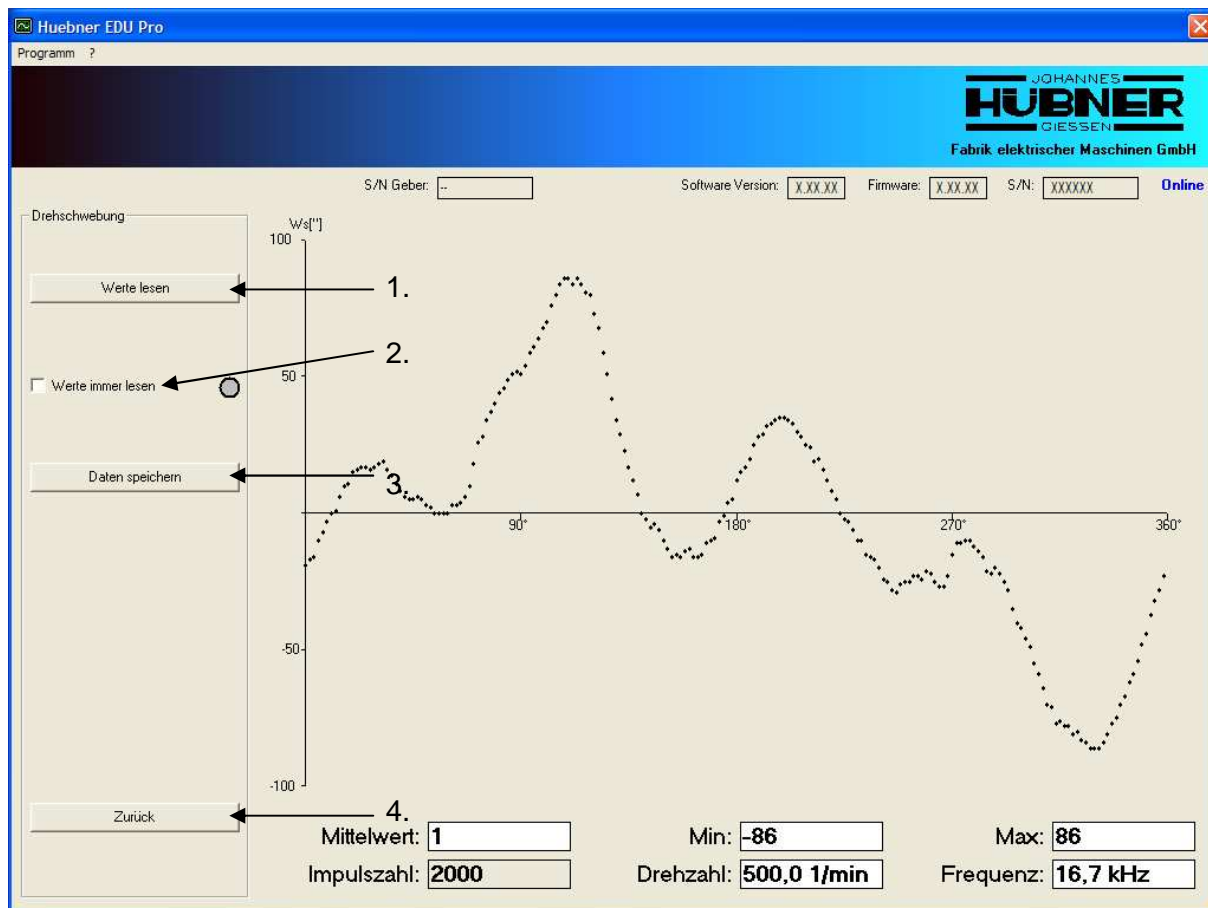 Huebner EDU Pro
Programm ?
JOHANNES
HÜBNER
GIESSEN
Fabrik elektrischer Maschinen GmbH
S/N Geber: -- Software Version: X.XX.XX Firmware: X.XX.XX S/N: XXXXXX Online
Drehschwebung
Ws["]
100
Werte lesen 1.
2.
50
Werte immer lesen
Daten speichern 3.
90° 180° 270° 360°
-50
-100
Zurück 4.
Mittelwert: 1 Min: -86 Max: 86
Impulszahl: 2000 Drehzahl: 500,0 1/min Frequenz: 16,7 kHz